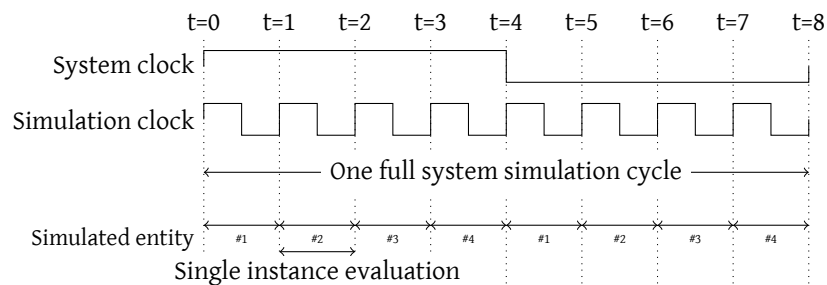 t=0 t=1 t=2 t=3 t=4 t=5 t=6 t=7 t=8
System clock
Simulation clock
One full system simulation cycle
Simulated entity #1 #2 #3 #4 #1 #2 #3 #4
Single instance evaluation